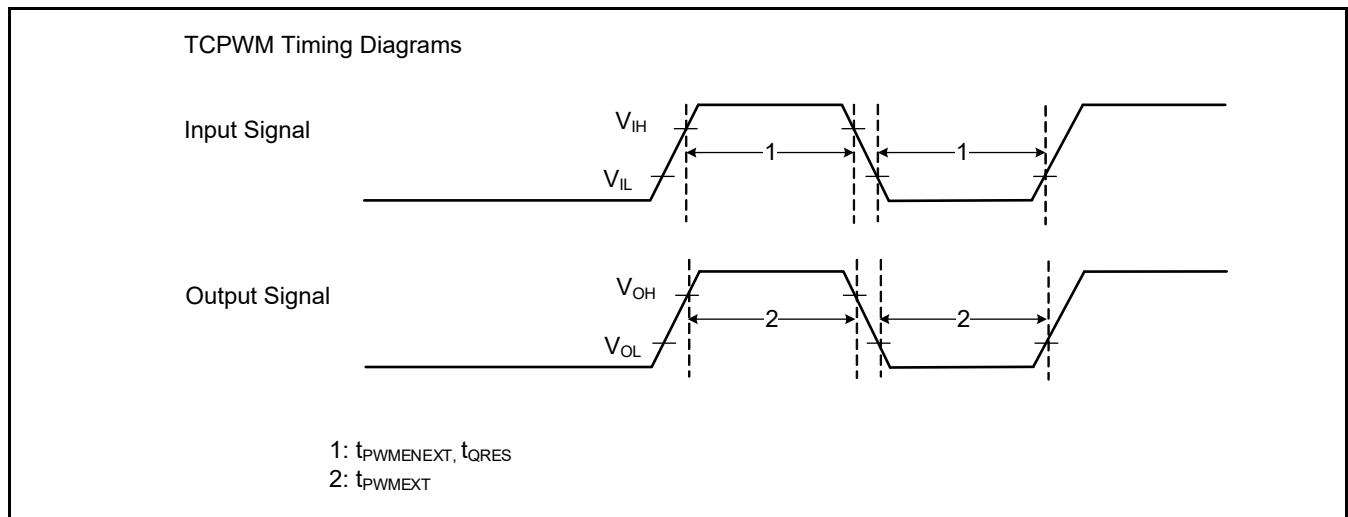 TCPWM Timing Diagrams
Input Signal
VIH
1
1
VIL
Output Signal
VOH
2
2
VOL
1: tPWMENEXT, tQRES
2: tPWMEXT